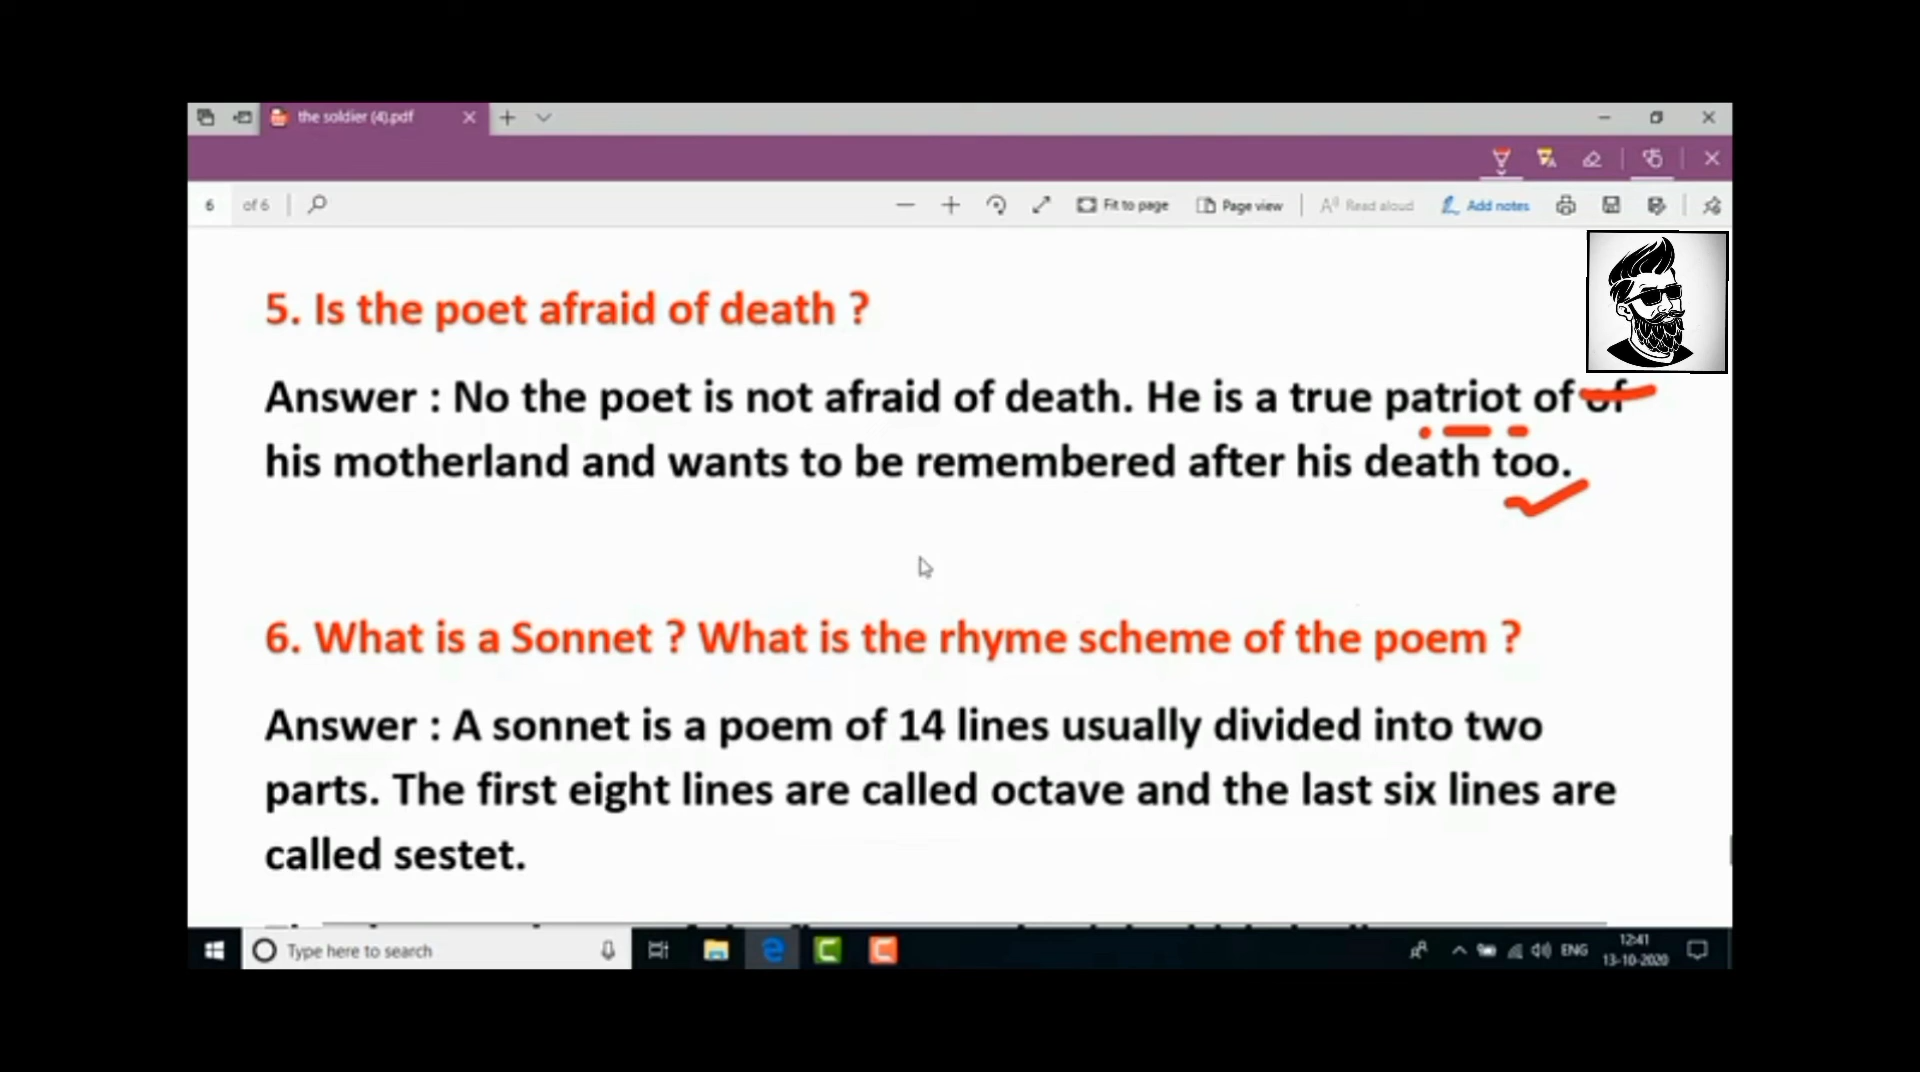 the soldier (4).pdf
6 of 6 Fit to page Page view Read aloud Add notes
5. Is the poet afraid of death ?
Answer : No the poet is not afraid of death. He is a true patriot of of
his motherland and wants to be remembered after his death too.
6. What is a Sonnet ? What is the rhyme scheme of the poem ?
Answer : A sonnet is a poem of 14 lines usually divided into two
parts. The first eight lines are called octave and the last six lines are
called sestet.
Type here to search
ENG
12:41
13-10-2020